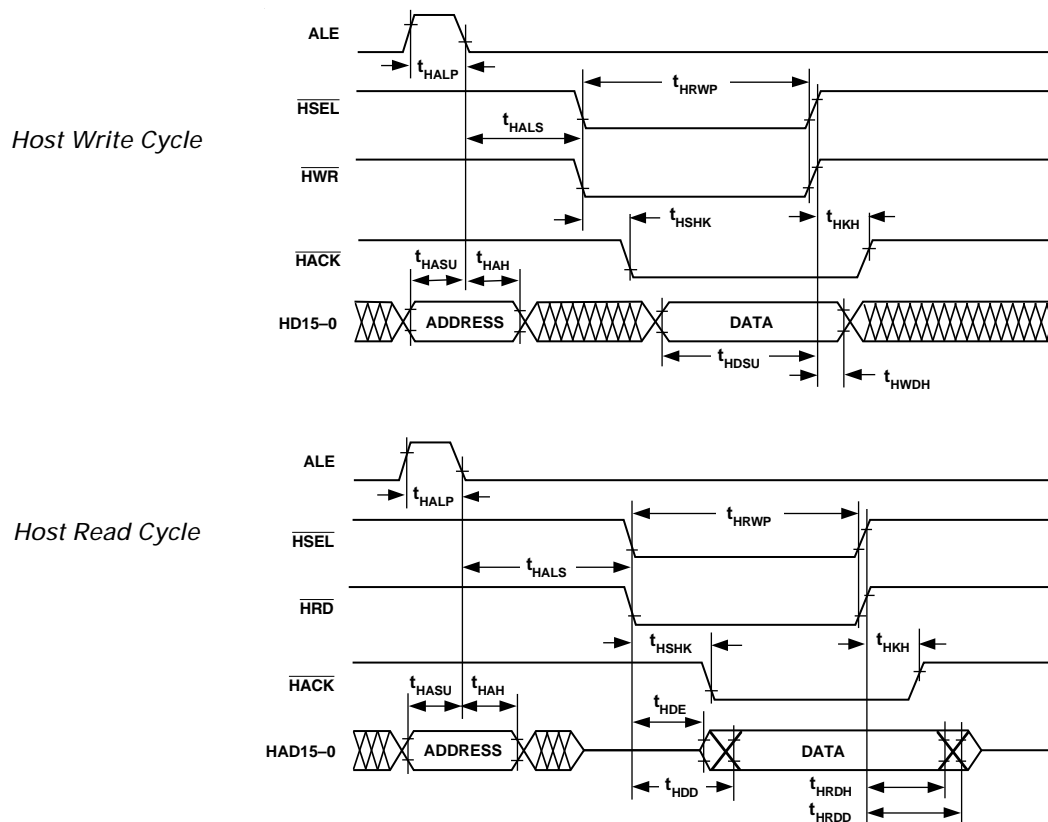 Host Write Cycle
ALE
tHALP
HSEL
tHRWP
tHALS
HWR
tHSHK
tHKH
HACK
tHASU
tHAH
HD15–0
ADDRESS
DATA
tHDSU
tHWDH
Host Read Cycle
ALE
tHALP
HSEL
tHRWP
tHALS
HRD
tHSHK
tHKH
HACK
tHASU
tHAH
tHDE
HAD15–0
ADDRESS
DATA
tHDD
tHRDH
tHRDD